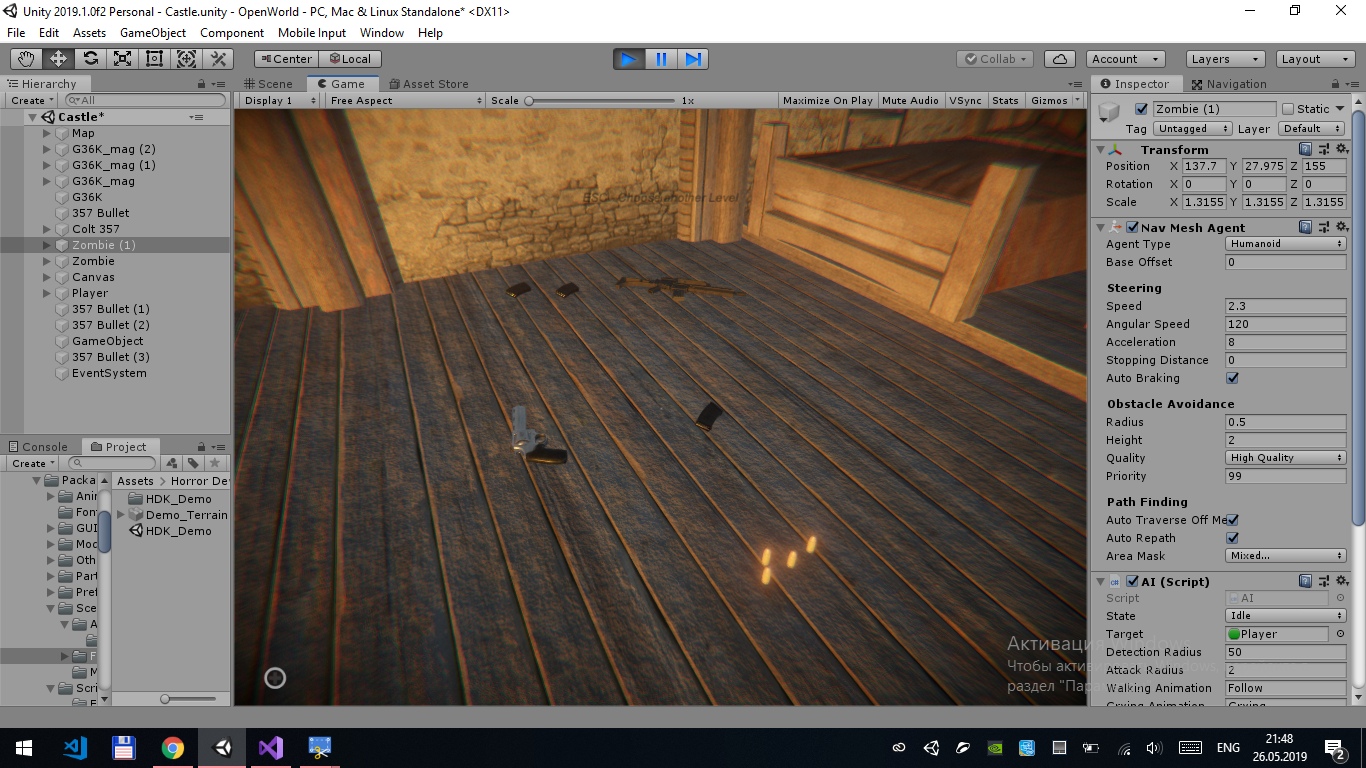 Unity 2019.1.0f2 Personal - Castle.unity - OpenWorld - PC, Mac & Linux Standalone* <DX11>
File Edit Assets GameObject Component Mobile Input Window Help
Center Local Collab Account Layers Layout
Hierarchy
Create All
Castle*
Map
G36K_mag (2)
G36K_mag (1)
G36K_mag
G36K
357 Bullet
Colt 357
Zombie (1)
Zombie
Canvas
Player
357 Bullet (1)
357 Bullet (2)
GameObject
357 Bullet (3)
EventSystem
Console Project
Create
Packa
Anir
Fon
GUI
Moc
Oth
Part
Pref
Sce
A
F
M
Scri
Assets > Horror De
HDK_Demo
Demo_Terrain
HDK_Demo
Scene Game Asset Store
Display 1 Free Aspect Scale 1x Maximize On Play Mute Audio VSync Stats Gizmos
ESC - Choose another Level
Inspector Navigation
Zombie (1) Static
Tag Untagged Layer Default
Transform
Position X 137.7 Y 27.975 Z 155
Rotation X 0 Y 0 Z 0
Scale X 1.3155 Y 1.3155 Z 1.3155
Nav Mesh Agent
Agent Type Humanoid
Base Offset 0
Steering
Speed 2.3
Angular Speed 120
Acceleration 8
Stopping Distance 0
Auto Braking
Obstacle Avoidance
Radius 0.5
Height 2
Quality High Quality
Priority 99
Path Finding
Auto Traverse Off Me
Auto Repath
Area Mask Mixed...
AI (Script)
Script AI
State Idle
Target Player
Detection Radius 50
Attack Radius 2
Walking Animation Follow
Crying Animation Crying
Активация Windows
Чтобы актив
раздел "Пара
ENG
21:48
26.05.2019
2